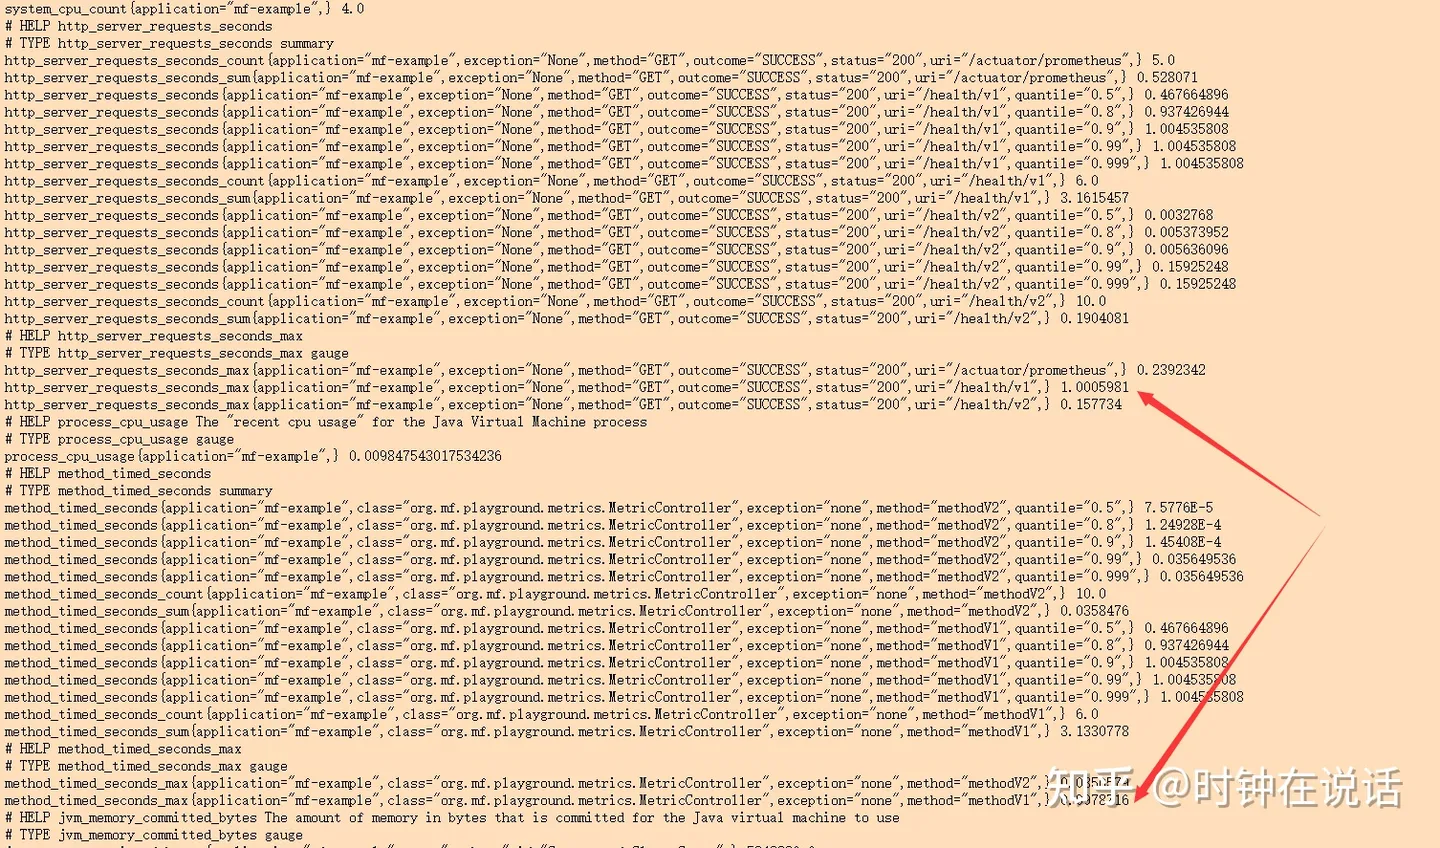 system_cpu_count{application="mf-example",} 4.0
# HELP http_server_requests_seconds
# TYPE http_server_requests_seconds summary
http_server_requests_seconds_count{application="mf-example",exception="None",method="GET",outcome="SUCCESS",status="200",uri="/actuator/prometheus",} 5.0
http_server_requests_seconds_sum{application="mf-example",exception="None",method="GET",outcome="SUCCESS",status="200",uri="/actuator/prometheus",} 0.528071
http_server_requests_seconds{application="mf-example",exception="None",method="GET",outcome="SUCCESS",status="200",uri="/health/v1",quantile="0.5",} 0.467664896
http_server_requests_seconds{application="mf-example",exception="None",method="GET",outcome="SUCCESS",status="200",uri="/health/v1",quantile="0.8",} 0.937426944
http_server_requests_seconds{application="mf-example",exception="None",method="GET",outcome="SUCCESS",status="200",uri="/health/v1",quantile="0.9",} 1.004535808
http_server_requests_seconds{application="mf-example",exception="None",method="GET",outcome="SUCCESS",status="200",uri="/health/v1",quantile="0.99",} 1.004535808
http_server_requests_seconds{application="mf-example",exception="None",method="GET",outcome="SUCCESS",status="200",uri="/health/v1",quantile="0.999",} 1.004535808
http_server_requests_seconds_count{application="mf-example",exception="None",method="GET",outcome="SUCCESS",status="200",uri="/health/v1",} 6.0
http_server_requests_seconds_sum{application="mf-example",exception="None",method="GET",outcome="SUCCESS",status="200",uri="/health/v1",} 3.1615457
http_server_requests_seconds{application="mf-example",exception="None",method="GET",outcome="SUCCESS",status="200",uri="/health/v2",quantile="0.5",} 0.0032768
http_server_requests_seconds{application="mf-example",exception="None",method="GET",outcome="SUCCESS",status="200",uri="/health/v2",quantile="0.8",} 0.005373952
http_server_requests_seconds{application="mf-example",exception="None",method="GET",outcome="SUCCESS",status="200",uri="/health/v2",quantile="0.9",} 0.005636096
http_server_requests_seconds{application="mf-example",exception="None",method="GET",outcome="SUCCESS",status="200",uri="/health/v2",quantile="0.99",} 0.15925248
http_server_requests_seconds{application="mf-example",exception="None",method="GET",outcome="SUCCESS",status="200",uri="/health/v2",quantile="0.999",} 0.15925248
http_server_requests_seconds_count{application="mf-example",exception="None",method="GET",outcome="SUCCESS",status="200",uri="/health/v2",} 10.0
http_server_requests_seconds_sum{application="mf-example",exception="None",method="GET",outcome="SUCCESS",status="200",uri="/health/v2",} 0.1904081
# HELP http_server_requests_seconds_max
# TYPE http_server_requests_seconds_max gauge
http_server_requests_seconds_max{application="mf-example",exception="None",method="GET",outcome="SUCCESS",status="200",uri="/actuator/prometheus",} 0.2392342
http_server_requests_seconds_max{application="mf-example",exception="None",method="GET",outcome="SUCCESS",status="200",uri="/health/v1",} 1.0005981
http_server_requests_seconds_max{application="mf-example",exception="None",method="GET",outcome="SUCCESS",status="200",uri="/health/v2",} 0.157734
# HELP process_cpu_usage The "recent cpu usage" for the Java Virtual Machine process
# TYPE process_cpu_usage gauge
process_cpu_usage{application="mf-example",} 0.009847543017534236
# HELP method_timed_seconds
# TYPE method_timed_seconds summary
method_timed_seconds{application="mf-example",class="org.mf.playground.metrics.MetricController",exception="none",method="methodV2",quantile="0.5",} 7.5776E-5
method_timed_seconds{application="mf-example",class="org.mf.playground.metrics.MetricController",exception="none",method="methodV2",quantile="0.8",} 1.24928E-4
method_timed_seconds{application="mf-example",class="org.mf.playground.metrics.MetricController",exception="none",method="methodV2",quantile="0.9",} 1.45408E-4
method_timed_seconds{application="mf-example",class="org.mf.playground.metrics.MetricController",exception="none",method="methodV2",quantile="0.99",} 0.035649536
method_timed_seconds{application="mf-example",class="org.mf.playground.metrics.MetricController",exception="none",method="methodV2",quantile="0.999",} 0.035649536
method_timed_seconds_count{application="mf-example",class="org.mf.playground.metrics.MetricController",exception="none",method="methodV2",} 10.0
method_timed_seconds_sum{application="mf-example",class="org.mf.playground.metrics.MetricController",exception="none",method="methodV2",} 0.0358476
method_timed_seconds{application="mf-example",class="org.mf.playground.metrics.MetricController",exception="none",method="methodV1",quantile="0.5",} 0.467664896
method_timed_seconds{application="mf-example",class="org.mf.playground.metrics.MetricController",exception="none",method="methodV1",quantile="0.8",} 0.937426944
method_timed_seconds{application="mf-example",class="org.mf.playground.metrics.MetricController",exception="none",method="methodV1",quantile="0.9",} 1.004535808
method_timed_seconds{application="mf-example",class="org.mf.playground.metrics.MetricController",exception="none",method="methodV1",quantile="0.99",} 1.004535808
method_timed_seconds{application="mf-example",class="org.mf.playground.metrics.MetricController",exception="none",method="methodV1",quantile="0.999",} 1.004535808
method_timed_seconds_count{application="mf-example",class="org.mf.playground.metrics.MetricController",exception="none",method="methodV1",} 6.0
method_timed_seconds_sum{application="mf-example",class="org.mf.playground.metrics.MetricController",exception="none",method="methodV1",} 3.1330778
# HELP method_timed_seconds_max
# TYPE method_timed_seconds_max gauge
method_timed_seconds_max{application="mf-example",class="org.mf.playground.metrics.MetricController",exception="none",method="methodV2",}
method_timed_seconds_max{application="mf-example",class="org.mf.playground.metrics.MetricController",exception="none",method="methodV1",}
知乎 @时钟在说话
# HELP jvm_memory_committed_bytes The amount of memory in bytes that is committed for the Java virtual machine to use
# TYPE jvm_memory_committed_bytes gauge